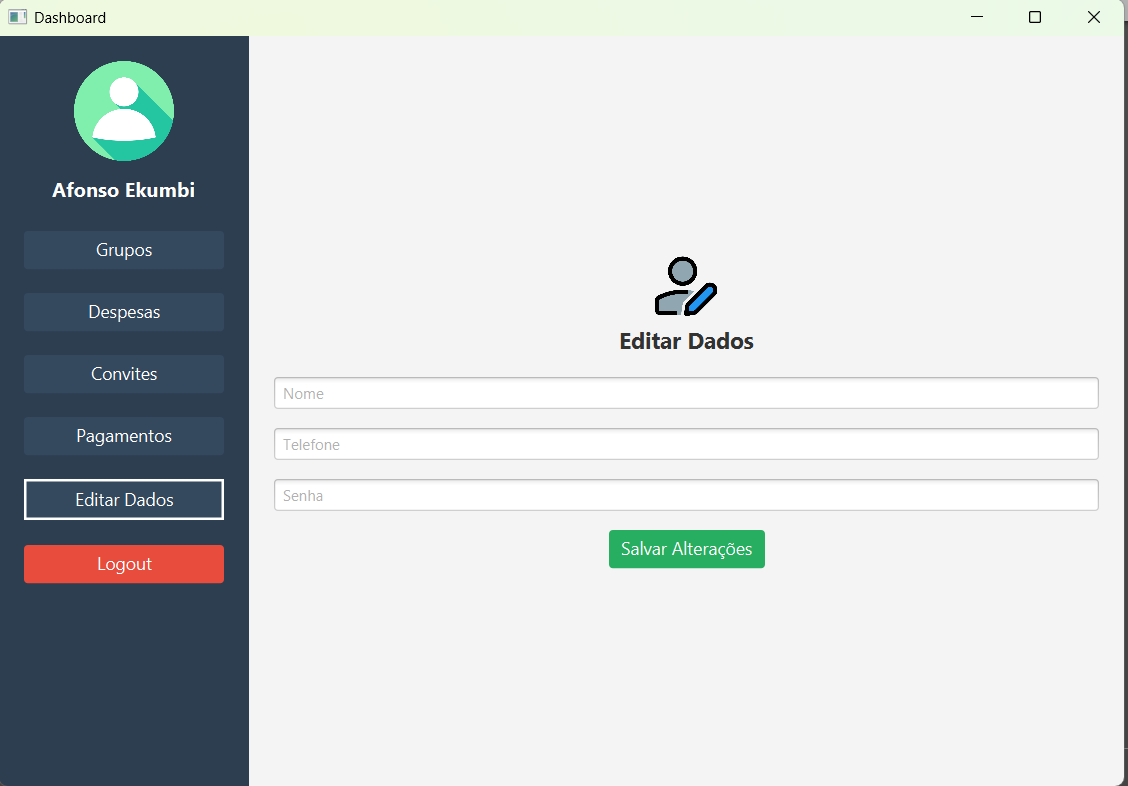 Dashboard
Afonso Ekumbi
Grupos
Despesas
Convites
Pagamentos
Editar Dados
Logout
Editar Dados
Nome
Telefone
Senha
Salvar Alterações